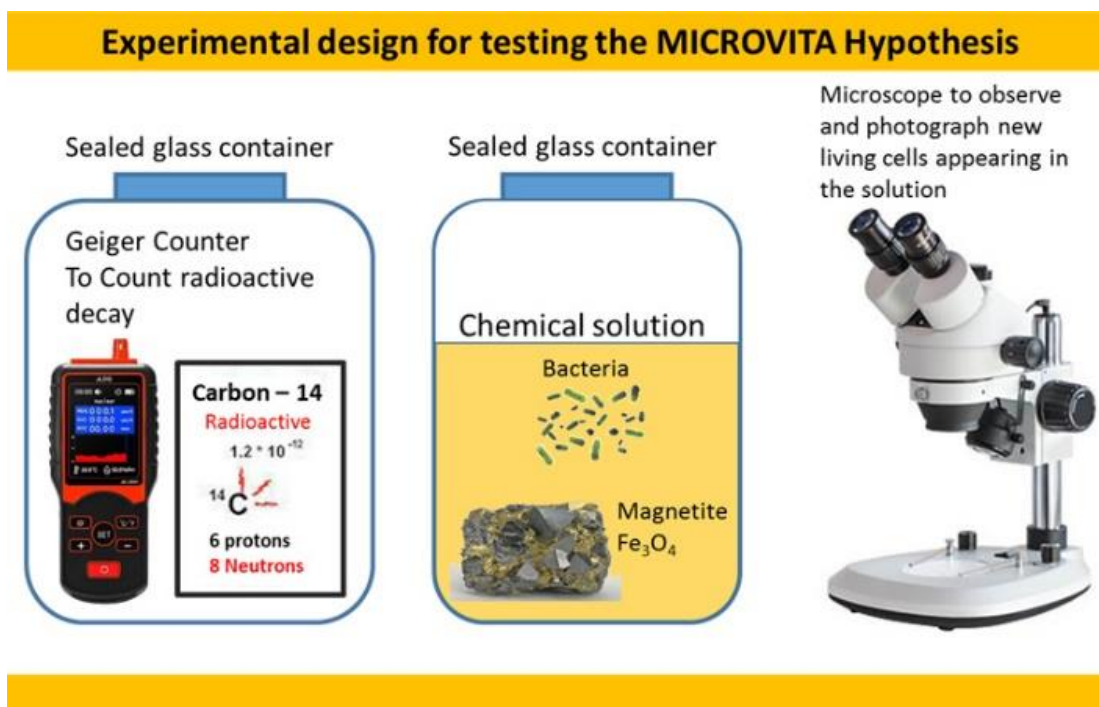 Experimental design for testing the MICROVITA Hypothesis
Sealed glass container
Geiger Counter
To Count radioactive
decay
Carbon – 14
Radioactive
1.2 * 10 -12
14C
6 protons
8 Neutrons
SET
Sealed glass container
Chemical solution
Bacteria
Magnetite
Fe3O4
Microscope to observe
and photograph new
living cells appearing in
the solution